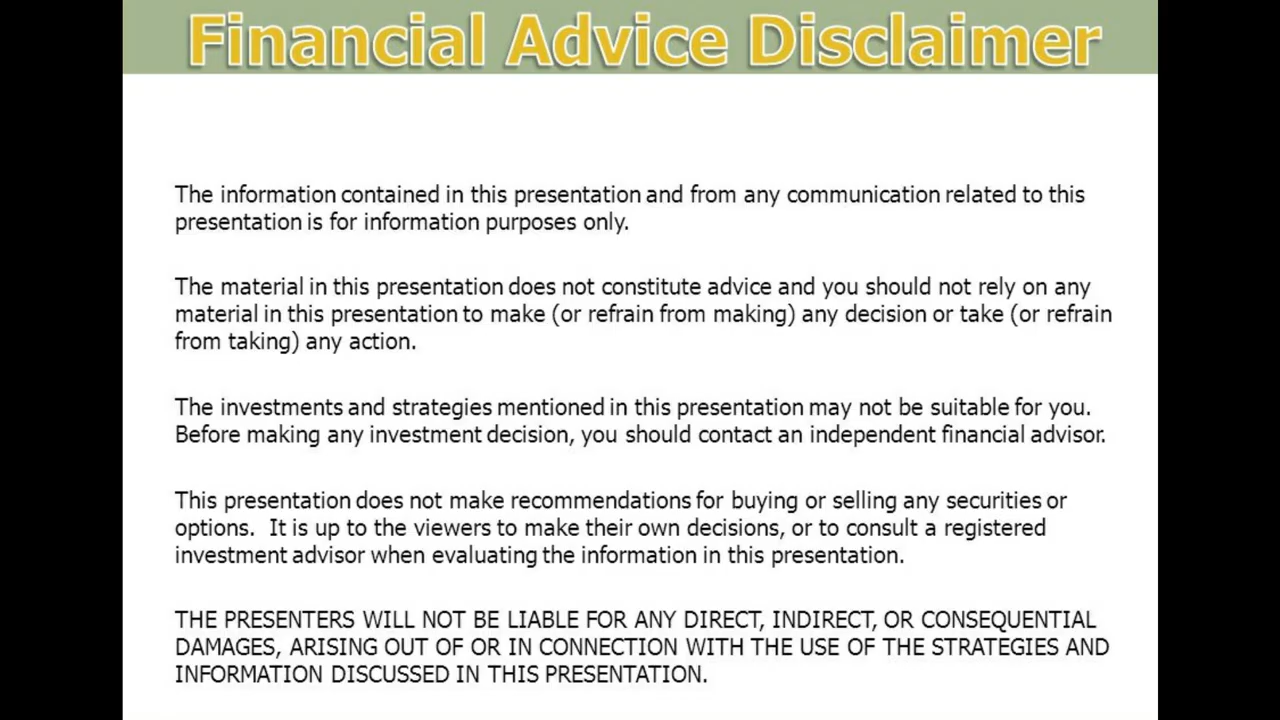 Financial Advice Disclaimer
The information contained in this presentation and from any communication related to this
presentation is for information purposes only.
The material in this presentation does not constitute advice and you should not rely on any
material in this presentation to make (or refrain from making) any decision or take (or refrain
from taking) any action.
The investments and strategies mentioned in this presentation may not be suitable for you.
Before making any investment decision, you should contact an independent financial advisor.
This presentation does not make recommendations for buying or selling any securities or
options.  It is up to the viewers to make their own decisions, or to consult a registered
investment advisor when evaluating the information in this presentation.
THE PRESENTERS WILL NOT BE LIABLE FOR ANY DIRECT, INDIRECT, OR CONSEQUENTIAL
DAMAGES, ARISING OUT OF OR IN CONNECTION WITH THE USE OF THE STRATEGIES AND
INFORMATION DISCUSSED IN THIS PRESENTATION.